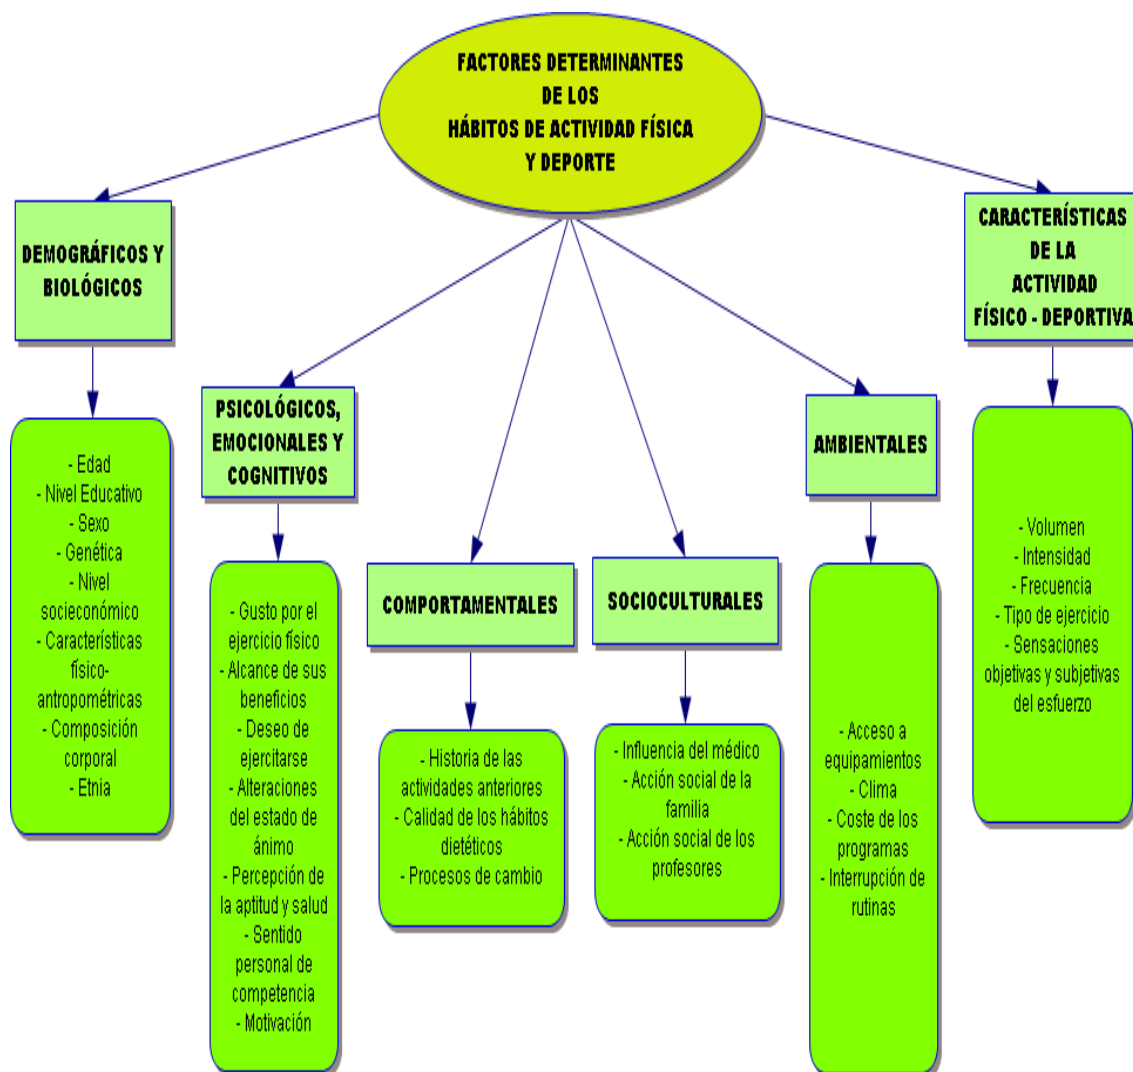 FACTORES DETERMINANTES
DE LOS
HÁBITOS DE ACTIVIDAD FÍSICA
Y DEPORTE
DEMOGRÁFICOS Y
BIOLÓGICOS
- Edad
- Nivel Educativo
- Sexo
- Genética
- Nivel
socieconómico
- Características
físico-
antropométricas
- Composición
corporal
- Etnia
PSICOLÓGICOS,
EMOCIONALES Y
COGNITIVOS
- Gusto por el
ejercicio físico
- Alcance de sus
beneficios
- Deseo de
ejercitarse
- Alteraciones
del estado de
ánimo
- Percepción de
la aptitud y salud
- Sentido
personal de
competencia
- Motivación
COMPORTAMENTALES
- Historia de las
actividades anteriores
- Calidad de los hábitos
dietéticos
- Procesos de cambio
SOCIOCULTURALES
- Influencia del médico
- Acción social de la
familia
- Acción social de los
profesores
AMBIENTALES
- Acceso a
equipamientos
- Clima
- Coste de los
programas
- Interrupción de
rutinas
CARACTERÍSTICAS
DE LA
ACTIVIDAD
FÍSICO - DEPORTIVA
- Volumen
- Intensidad
- Frecuencia
- Tipo de ejercicio
- Sensaciones
objetivas y subjetivas
del esfuerzo